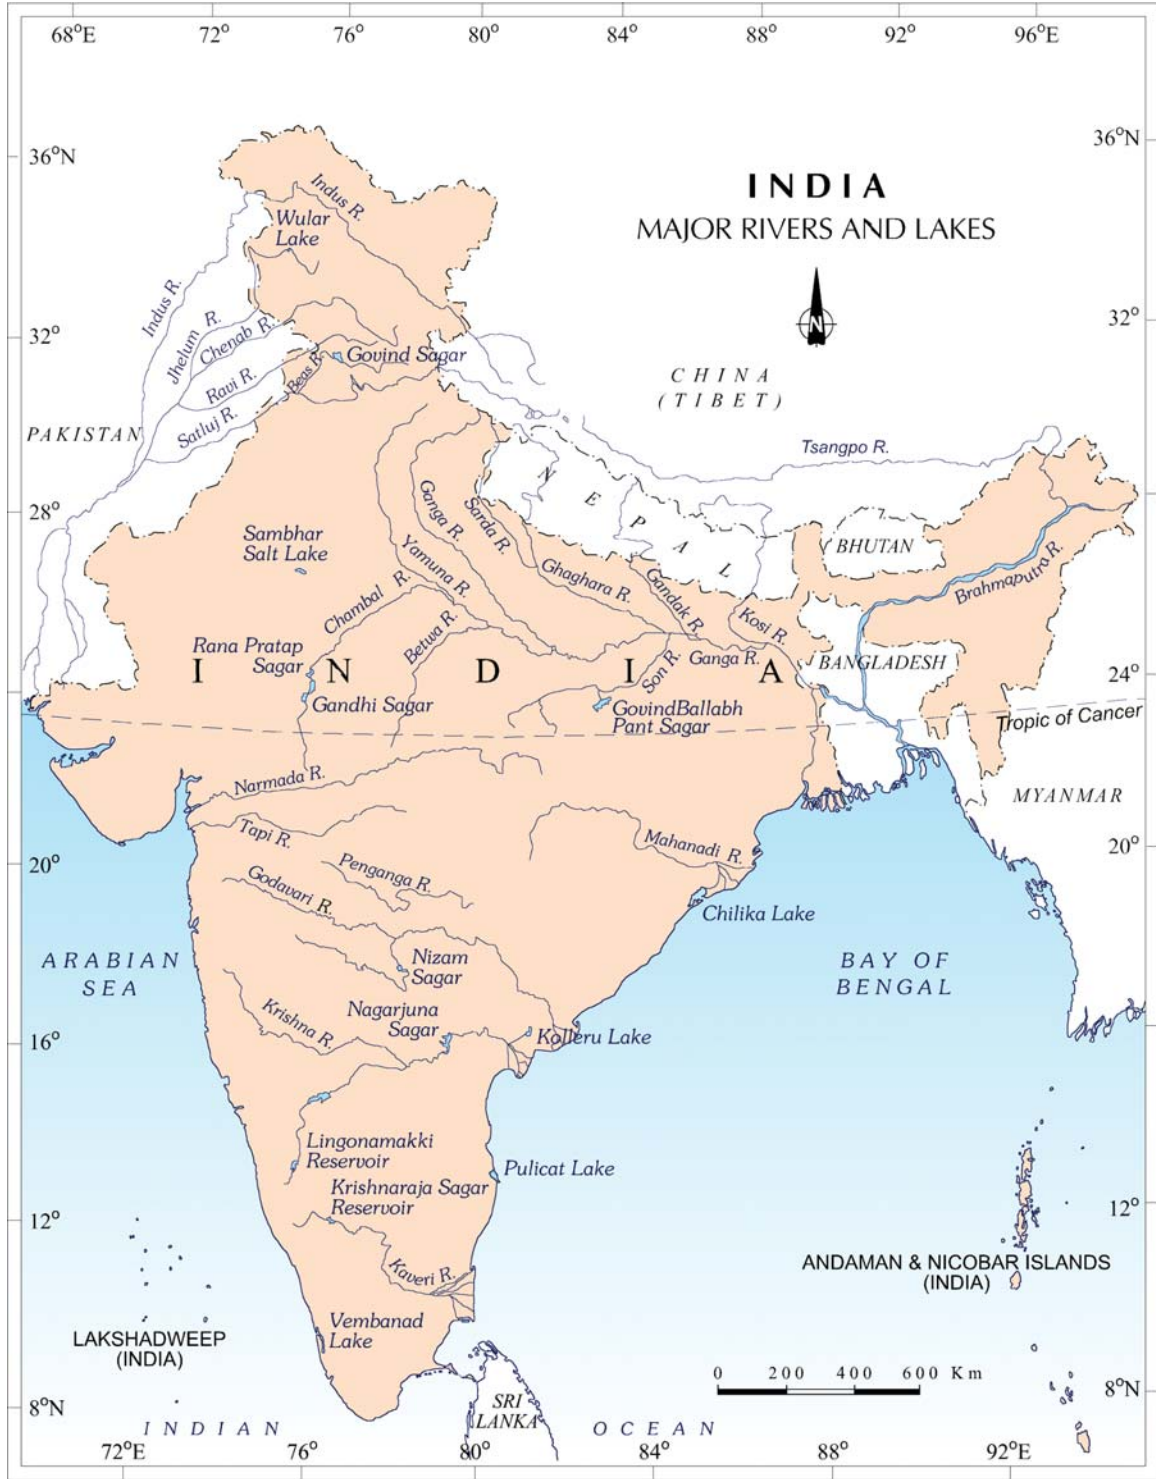 68°E 72° 76° 80° 84° 88° 92° 96°E
36°N
36°N
INDIA
MAJOR RIVERS AND LAKES
Indus R.
Wular
Lake
N
Indus R.
Jhelum R.
Chenab R.
32°
32°
Govind Sagar
Beas R.
Ravi R.
Satluj R.
CHINA
(TIBET)
PAKISTAN
Tsangpo R.
NEPAL
28°
28°
Ganga R.
Sarda R.
Sambhar
Salt Lake
BHUTAN
Yamuna R.
Ghaghara R.
Gandak R.
Brahmaputra R.
Chambal R.
Betwa R.
Kosi R.
Rana Pratap
Sagar
Son R.
Ganga R.
BANGLADESH
INDIA
24°
24°
Gandhi Sagar
GovindBallabh
Pant Sagar
Tropic of Cancer
Narmada R.
MYANMAR
Tapi R.
Mahanadi R.
20°
20°
Penganga R.
Godavari R.
Chilika Lake
ARABIAN
SEA
Nizam
Sagar
BAY OF
BENGAL
Krishna R.
Nagarjuna
Sagar
Kolleru Lake
16°
16°
Lingonamakki
Reservoir
Pulicat Lake
Krishnaraja Sagar
Reservoir
12°
12°
Kaveri R.
ANDAMAN & NICOBAR ISLANDS
(INDIA)
Vembanad
Lake
LAKSHADWEEP
(INDIA)
0 200 400 600 Km
8°N
8°N
SRI
LANKA
INDIAN OCEAN
72°E 76° 80° 84° 88° 92°E